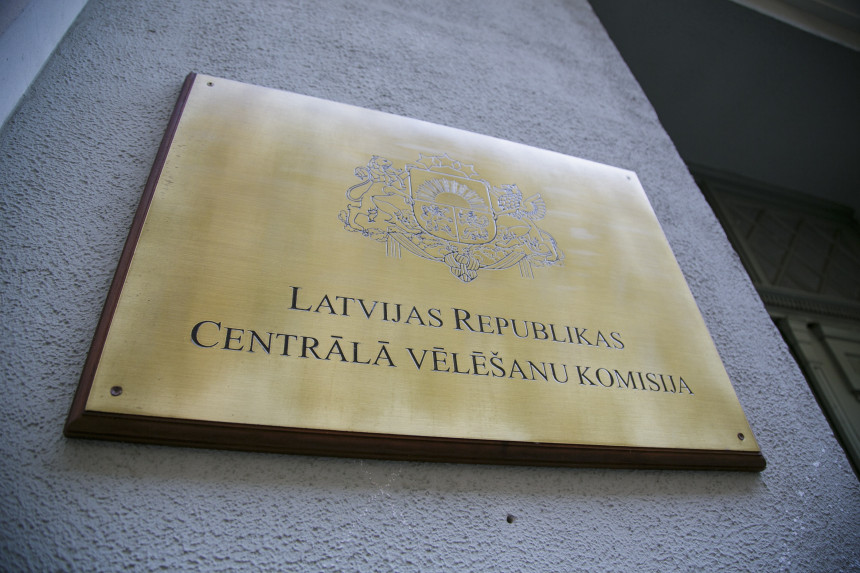 LATVIJAS REPUBLIKAS
CENTRĀLĀ VĒLĒŠANU KOMISIJA